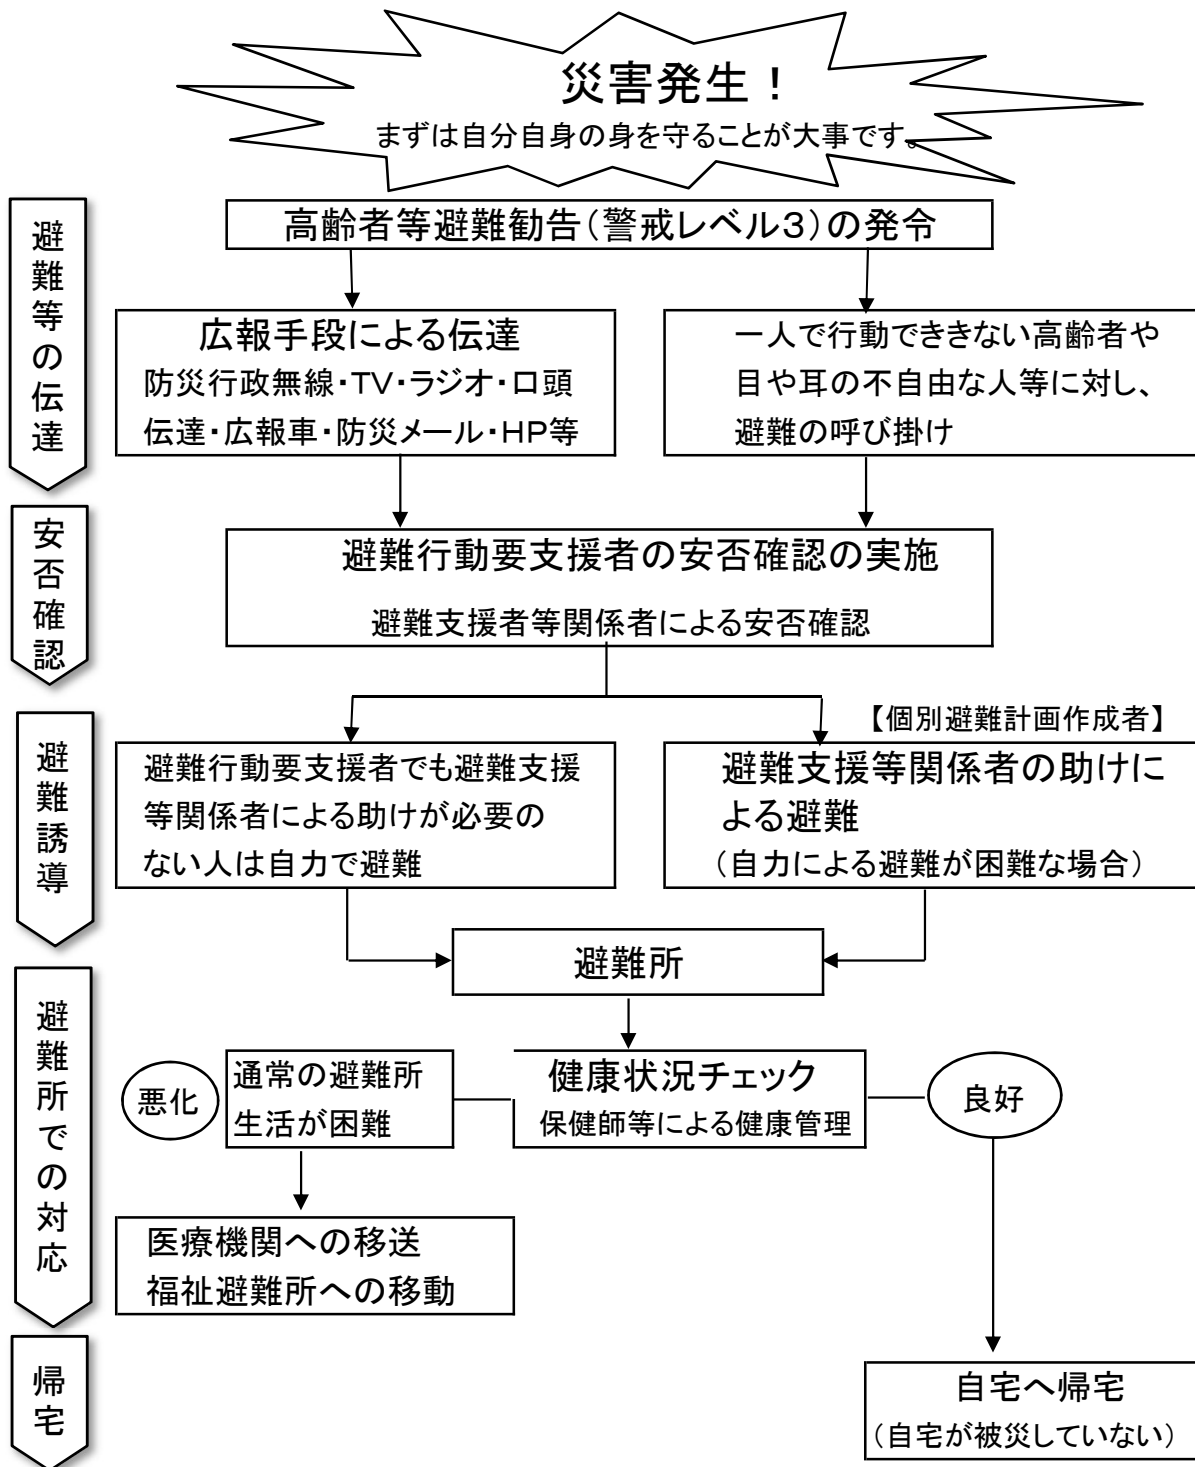 災害発生！
まずは自分自身の身を守ることが大事です。
避難等の伝達
高齢者等避難勧告（警戒レベル３）の発令
広報手段による伝達
防災行政無線・ＴＶ・ラジオ・口頭
伝達・広報車・防災メール・ＨＰ等
一人で行動でききない高齢者や
目や耳の不自由な人等に対し、
避難の呼び掛け
安否確認
避難行動要支援者の安否確認の実施
避難支援者等関係者による安否確認
避難誘導
避難行動要支援者でも避難支援
等関係者による助けが必要の
ない人は自力で避難
【個別避難計画作成者】
避難支援等関係者の助けに
よる避難
（自力による避難が困難な場合）
避難所
避難所での対応
悪化
通常の避難所
生活が困難
健康状況チェック
保健師等による健康管理
良好
医療機関への移送
福祉避難所への移動
帰宅
自宅へ帰宅
（自宅が被災していない）